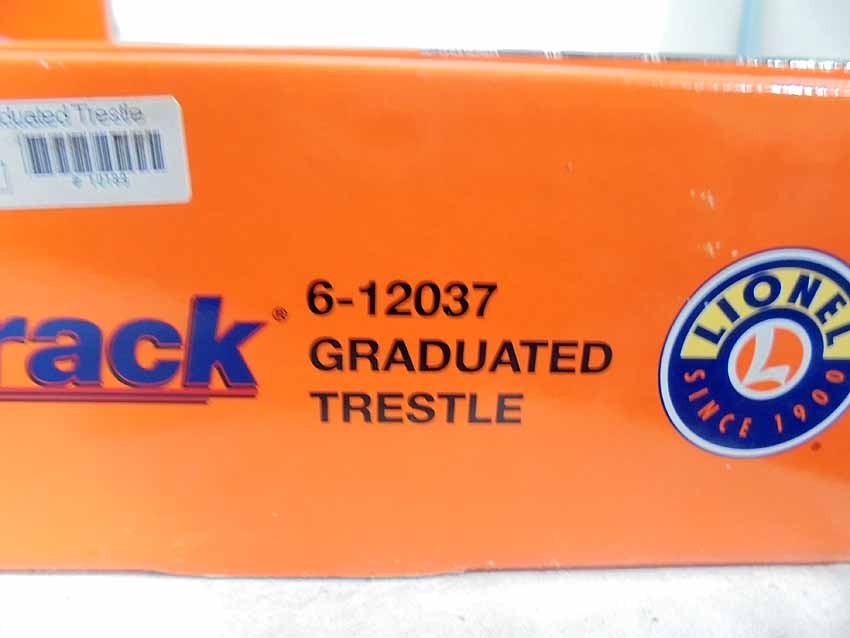 duated Trestle
rack®
6-12037
GRADUATED
TRESTLE
LIONEL
L
SINCE 1900